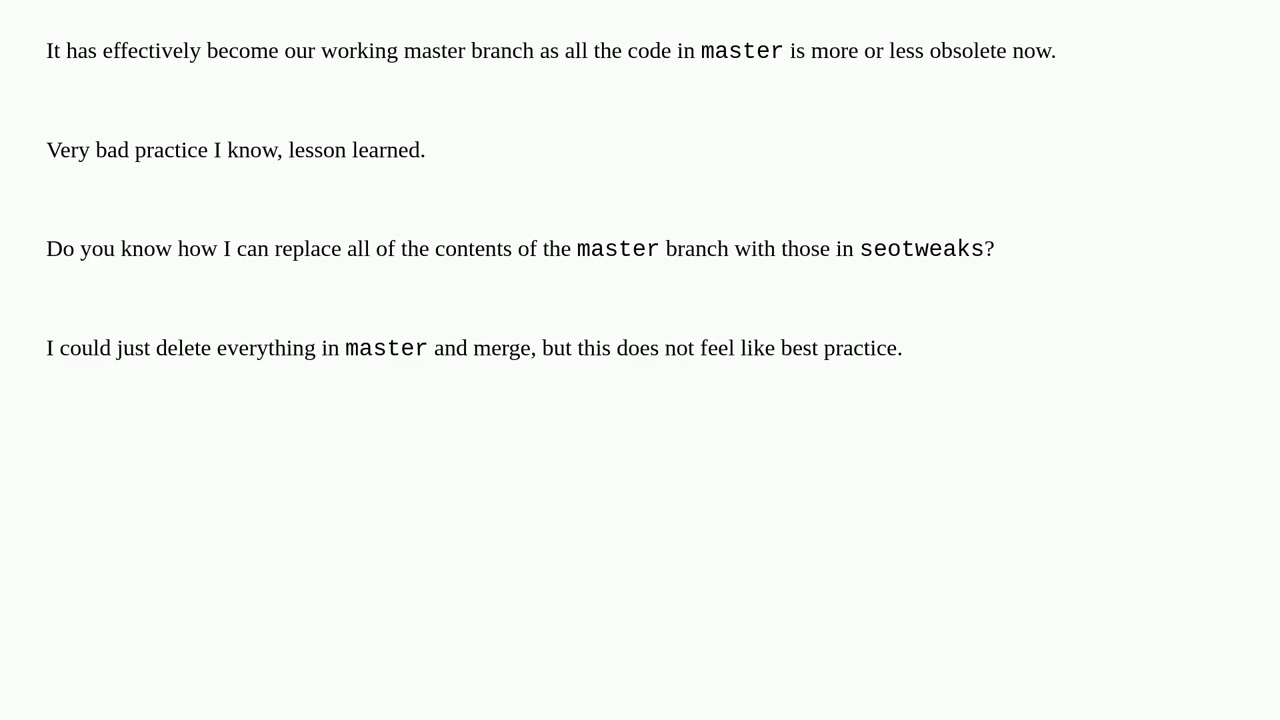 It has effectively become our working master branch as all the code in master is more or less obsolete now.
Very bad practice I know, lesson learned.
Do you know how I can replace all of the contents of the master branch with those in seotweaks?
I could just delete everything in master and merge, but this does not feel like best practice.